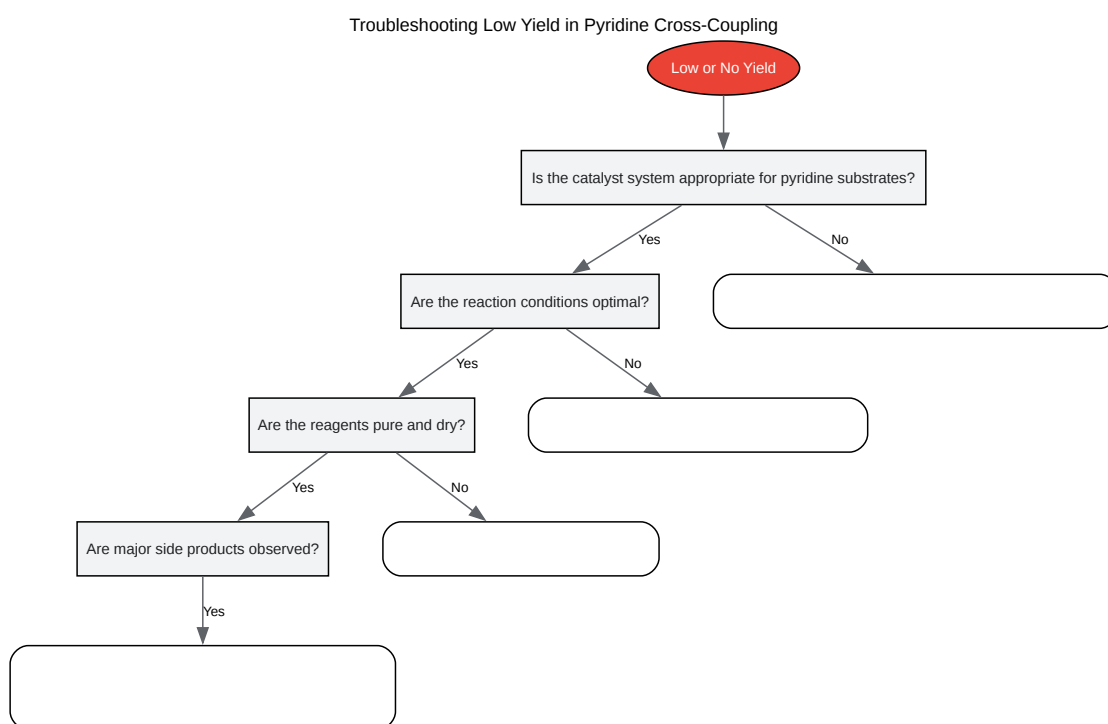 Troubleshooting Low Yield in Pyridine Cross-Coupling
Low or No Yield
Is the catalyst system appropriate for pyridine substrates?
Yes
No
Are the reaction conditions optimal?
Yes
No
Are the reagents pure and dry?
Yes
No
Are major side products observed?
Yes